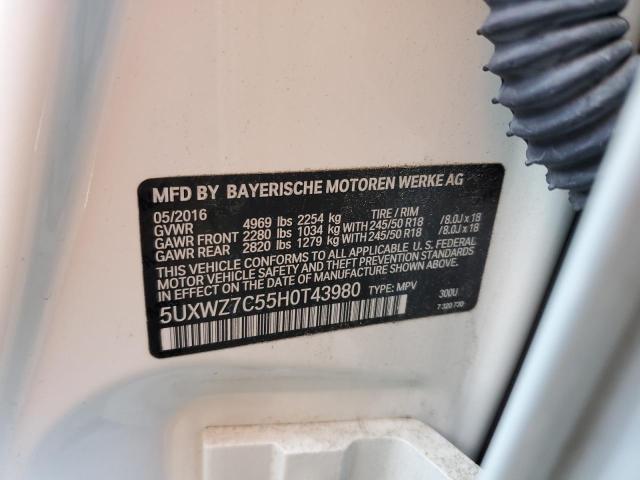 MFD BY BAYERISCHE MOTOREN WERKE AG
05/2016 TIRE / RIM
GVWR 4969 lbs 2254 kg
GAWR FRONT 2280 lbs 1034 kg WITH 245/50 R18 / 8.0J x 18
GAWR REAR 2820 lbs 1279 kg WITH 245/50 R18 / 8.0J x 18
THIS VEHICLE CONFORMS TO ALL APPLICABLE U.S. FEDERAL
MOTOR VEHICLE SAFETY AND THEFT PREVENTION STANDARDS
IN EFFECT ON THE DATE OF MANUFACTURE SHOWN ABOVE.
5UXWZ7C55H0T43980 TYPE: MPV 300U
7 320 730